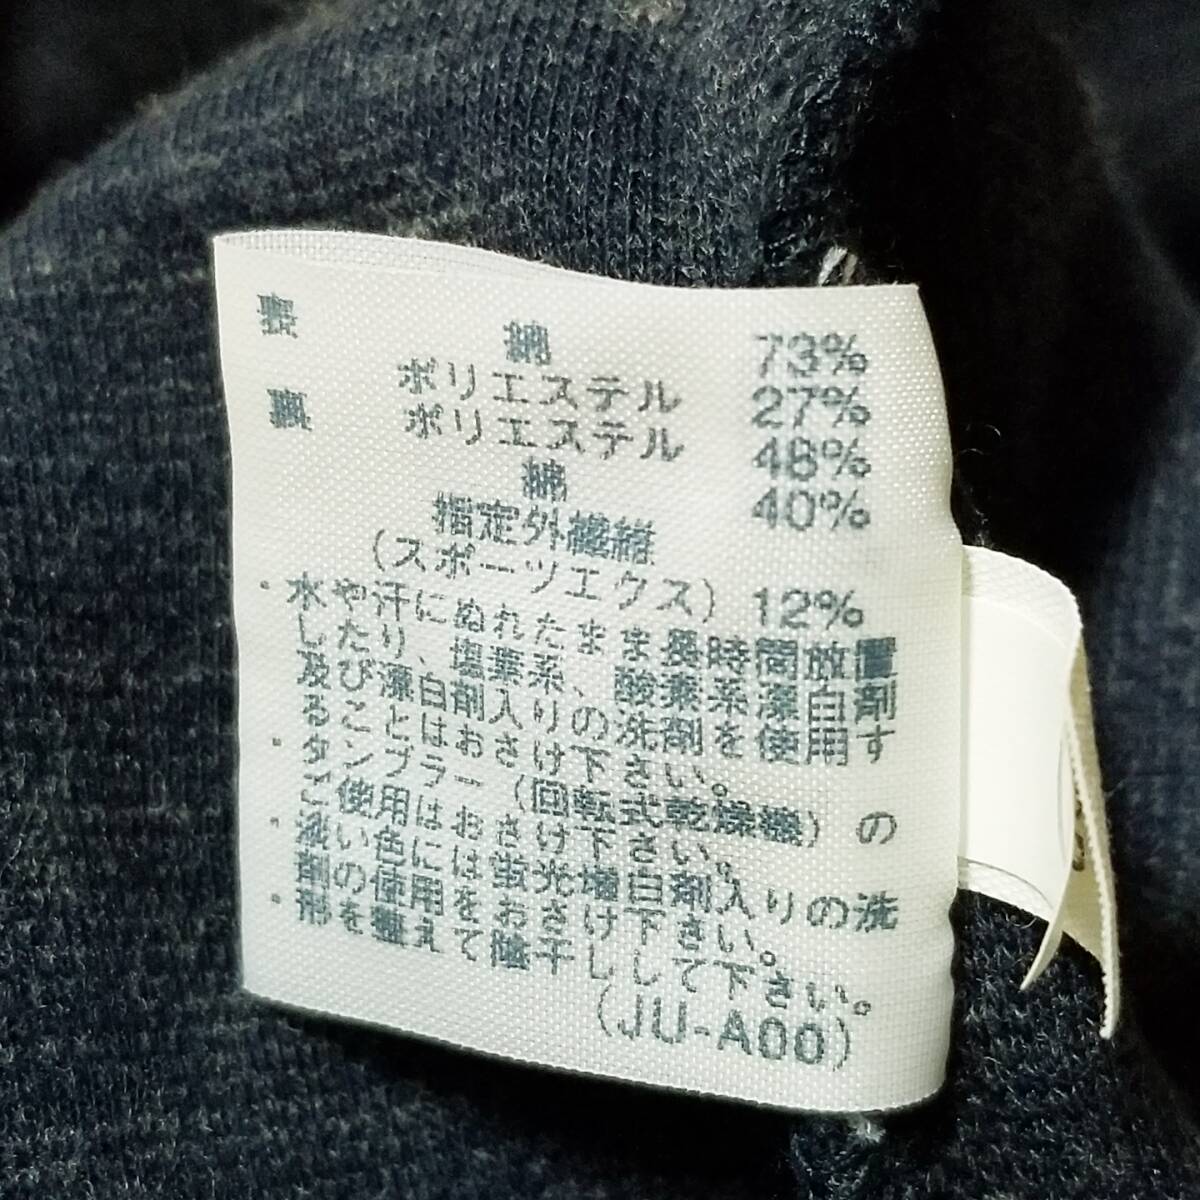 表 綿 73%
ポリエステル 27%
裏 ポリエステル 48%
綿 40%
指定外繊維
(スポーツエクス) 12%
・水や汗にぬれたまま長時間放置
したり、塩素系、酸素系漂白剤
及び漂白剤入りの洗剤を使用す
ることはおさけ下さい。
・タンブラー(回転式乾燥機)の
ご使用はおさけ下さい。
・淡い色には蛍光増白剤入りの洗
剤の使用をおさけ下さい。
・形を整えて陰干しして下さい。
(JU-A00)